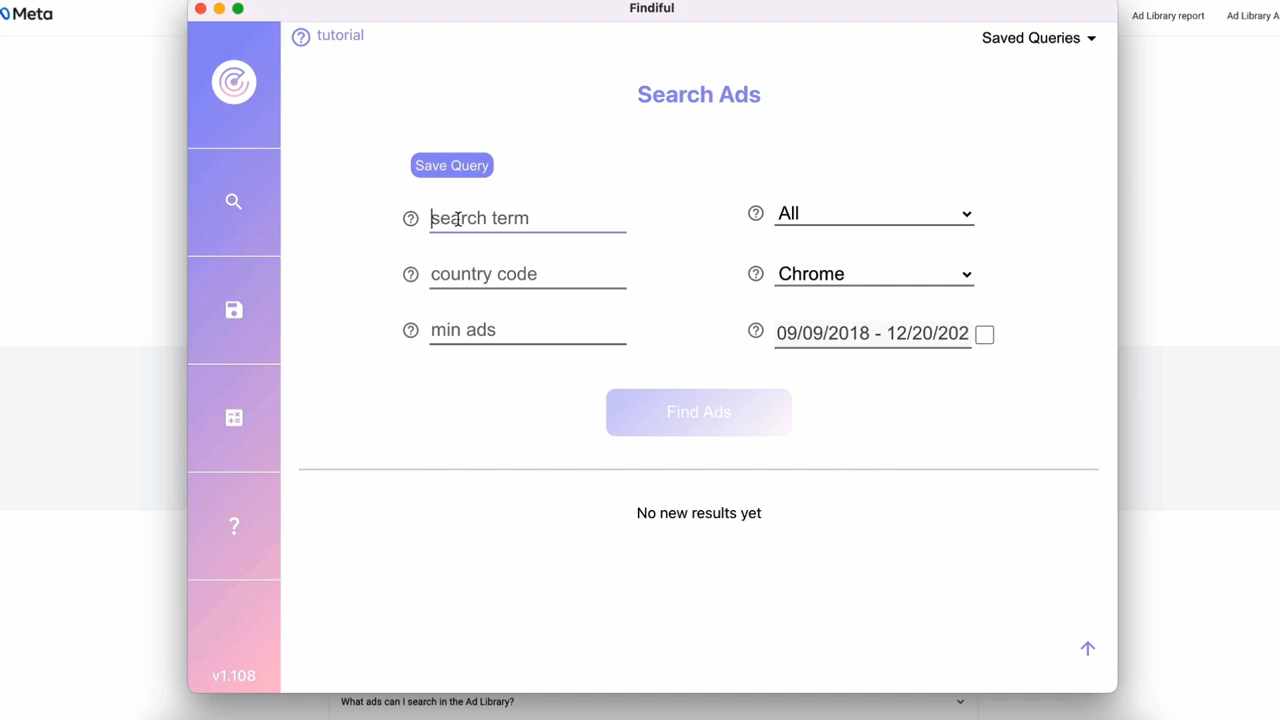 Meta
Findiful
Ad Library report
Ad Library A
tutorial
Saved Queries
Search Ads
Save Query
search term
All
country code
Chrome
min ads
09/09/2018 - 12/20/202
Find Ads
No new results yet
?
v1.108
What ads can I search in the Ad Library?